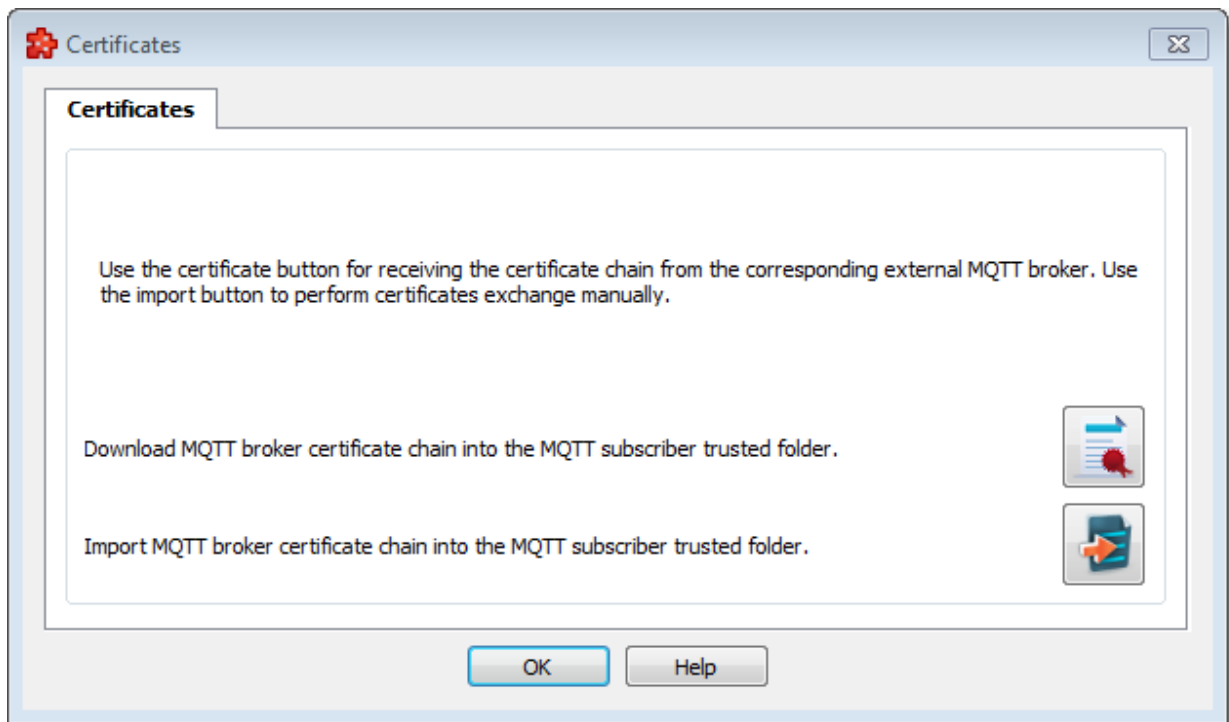 Certificates
Certificates
Use the certificate button for receiving the certificate chain from the corresponding external MQTT broker. Use
the import button to perform certificates exchange manually.
Download MQTT broker certificate chain into the MQTT subscriber trusted folder.
Import MQTT broker certificate chain into the MQTT subscriber trusted folder.
OK Help